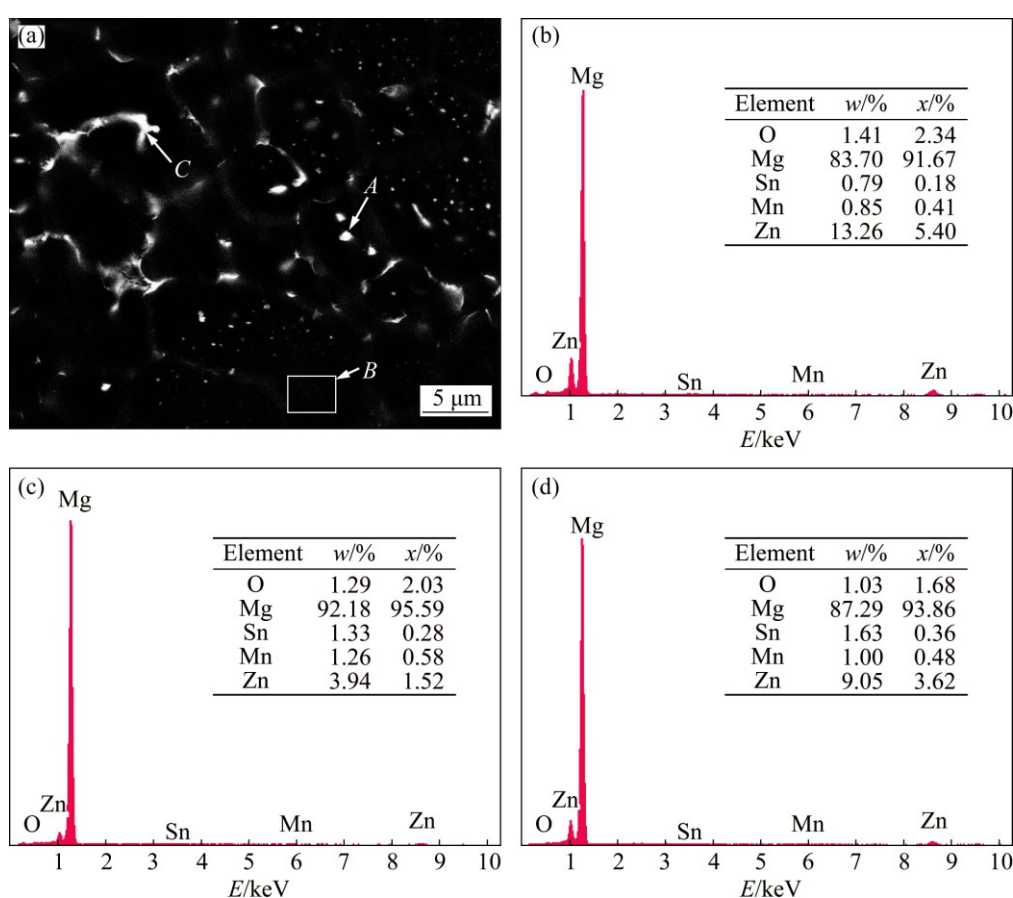 (a)
C
A
B
5 μm
(b)
Mg
Element w/% x/%
O 1.41 2.34
Mg 83.70 91.67
Sn 0.79 0.18
Mn 0.85 0.41
Zn 13.26 5.40
Zn
O
Sn
Mn
Zn
1 2 3 4 5 6 7 8 9 10
E/keV
(c)
Mg
Element w/% x/%
O 1.29 2.03
Mg 92.18 95.59
Sn 1.33 0.28
Mn 1.26 0.58
Zn 3.94 1.52
Zn
O
Sn
Mn
Zn
1 2 3 4 5 6 7 8 9 10
E/keV
(d)
Mg
Element w/% x/%
O 1.03 1.68
Mg 87.29 93.86
Sn 1.63 0.36
Mn 1.00 0.48
Zn 9.05 3.62
Zn
O
Sn
Mn
Zn
1 2 3 4 5 6 7 8 9 10
E/keV